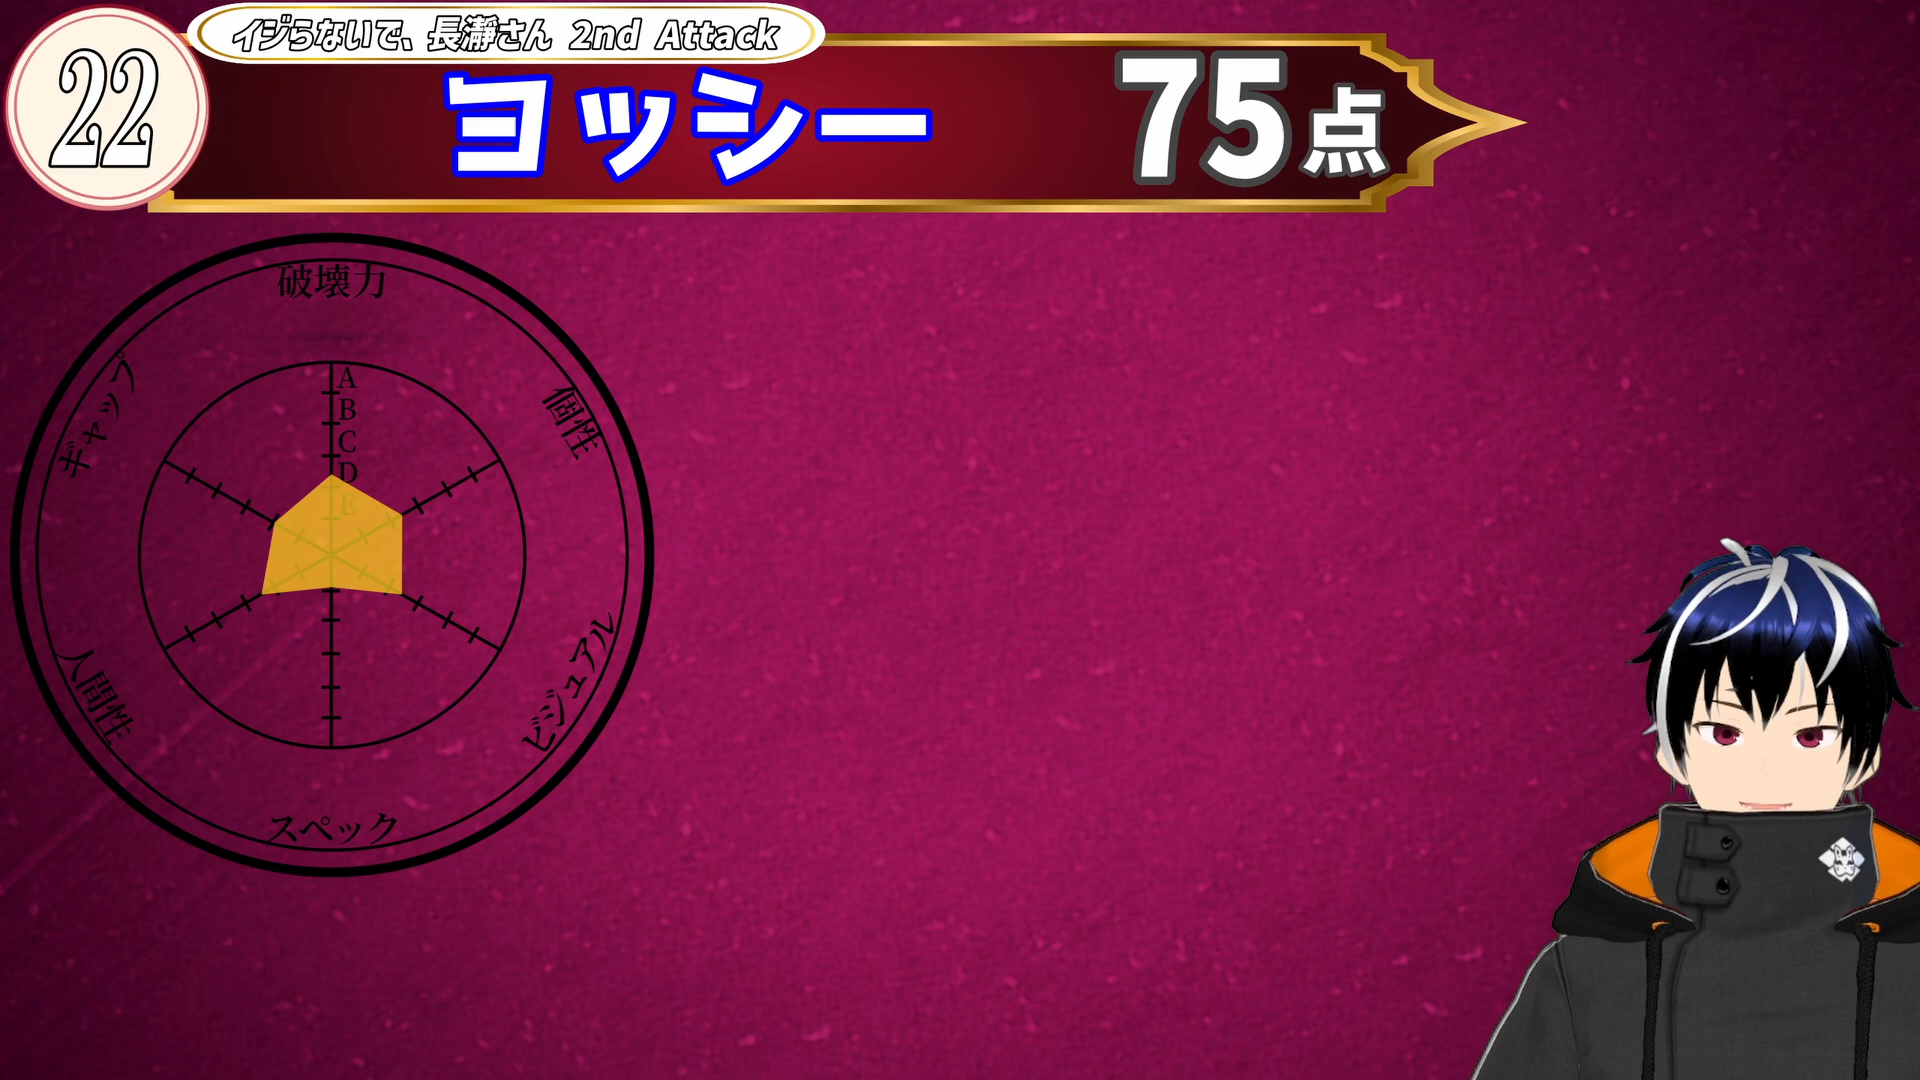 イジらないで、長瀞さん 2nd Attack
22
ヨッシー
75点
破壊力
個性
ビジュアル
スペック
人間性
ギャップ
A
B
C
D
E